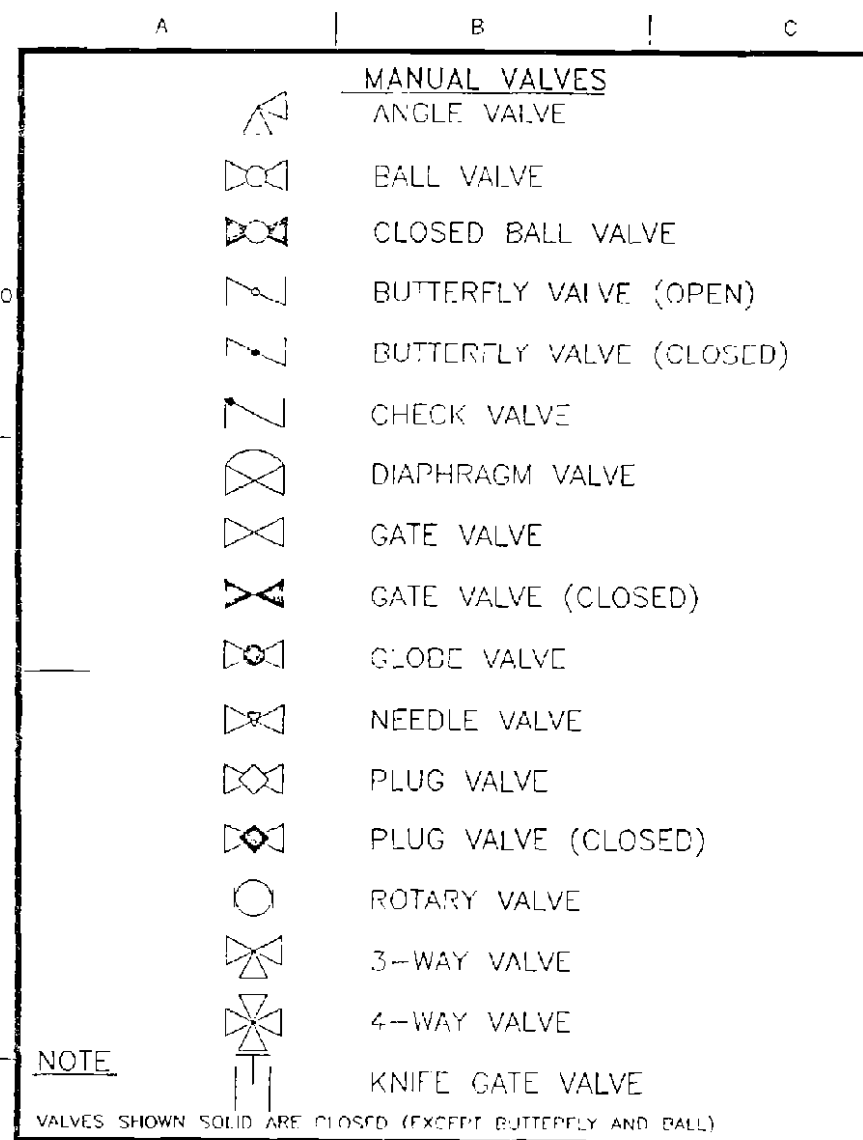 A B C
MANUAL VALVES
ANGLE VALVE
BALL VALVE
CLOSED BALL VALVE
BUTTERFLY VALVE (OPEN)
BUTTERFLY VALVE (CLOSED)
CHECK VALVE
DIAPHRAGM VALVE
GATE VALVE
GATE VALVE (CLOSED)
GLOBE VALVE
NEEDLE VALVE
PLUG VALVE
PLUG VALVE (CLOSED)
ROTARY VALVE
3-WAY VALVE
4-WAY VALVE
NOTE
KNIFE GATE VALVE
VALVES SHOWN SOLID ARE CLOSED (EXCEPT BUTTERFLY AND BALL)